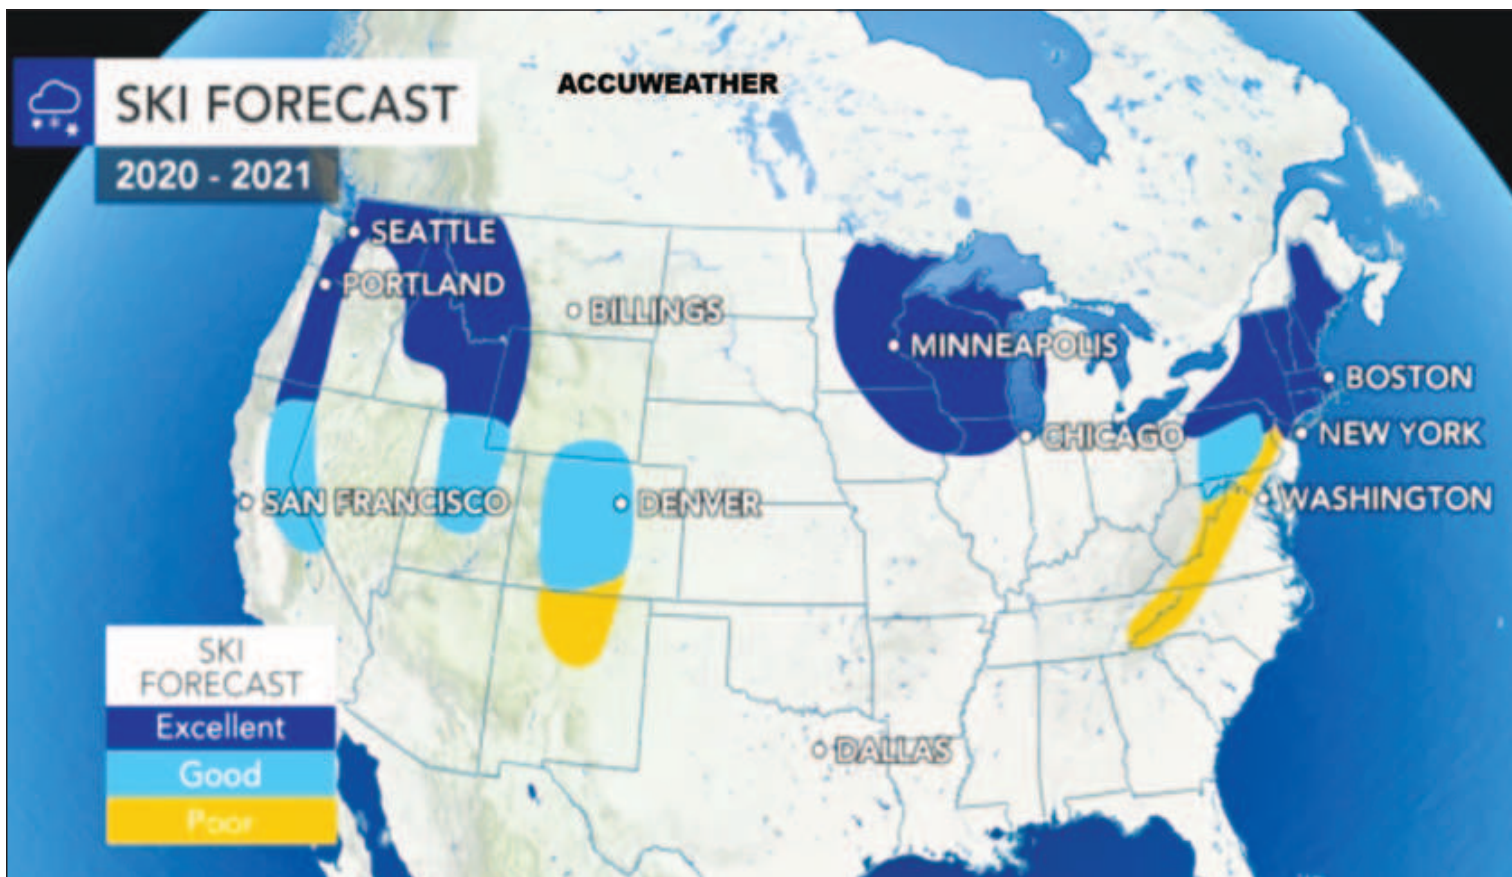 ACCUWEATHER
SKI FORECAST
2020 - 2021
SEATTLE
PORTLAND
BILLINGS
MINNEAPOLIS
BOSTON
CHICAGO
NEW YORK
SAN FRANCISCO
DENVER
WASHINGTON
DALLAS
SKI
FORECAST
Excellent
Good
Poor